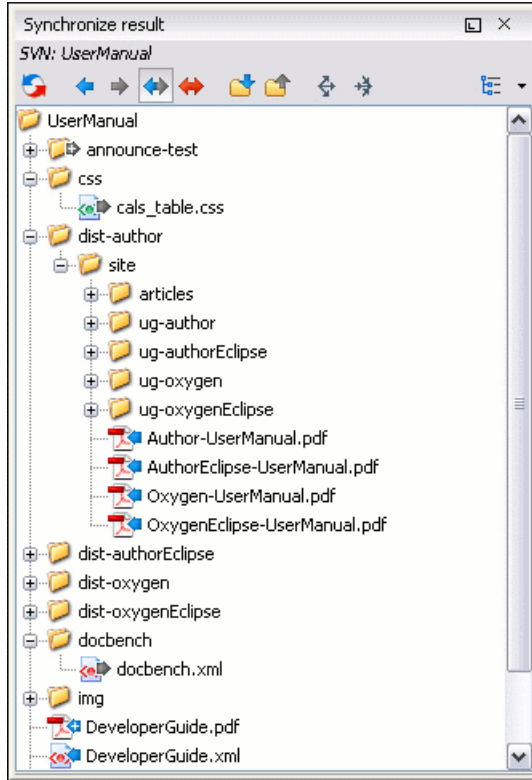 Synchronize result
SVN: UserManual
UserManual
announce-test
css
cals_table.css
dist-author
site
articles
ug-author
ug-authorEclipse
ug-oxygen
ug-oxygenEclipse
Author-UserManual.pdf
AuthorEclipse-UserManual.pdf
Oxygen-UserManual.pdf
OxygenEclipse-UserManual.pdf
dist-authorEclipse
dist-oxygen
dist-oxygenEclipse
docbench
docbench.xml
img
DeveloperGuide.pdf
DeveloperGuide.xml